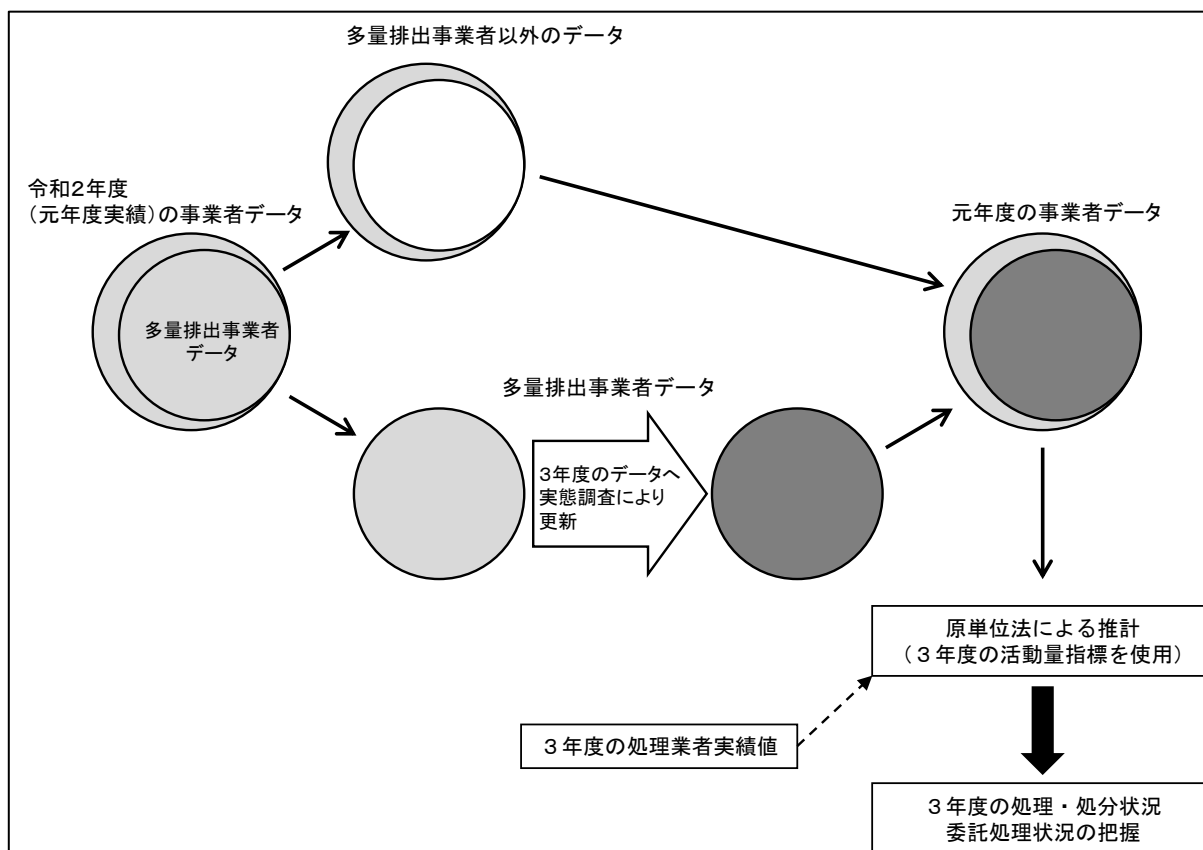 多量排出事業者以外のデータ
令和2年度
（元年度実績）の事業者データ
元年度の事業者データ
多量排出事業者
データ
多量排出事業者データ
3年度のデータへ
実態調査により
更新
原単位法による推計
（３年度の活動量指標を使用）
３年度の処理業者実績値
３年度の処理・処分状況
委託処理状況の把握